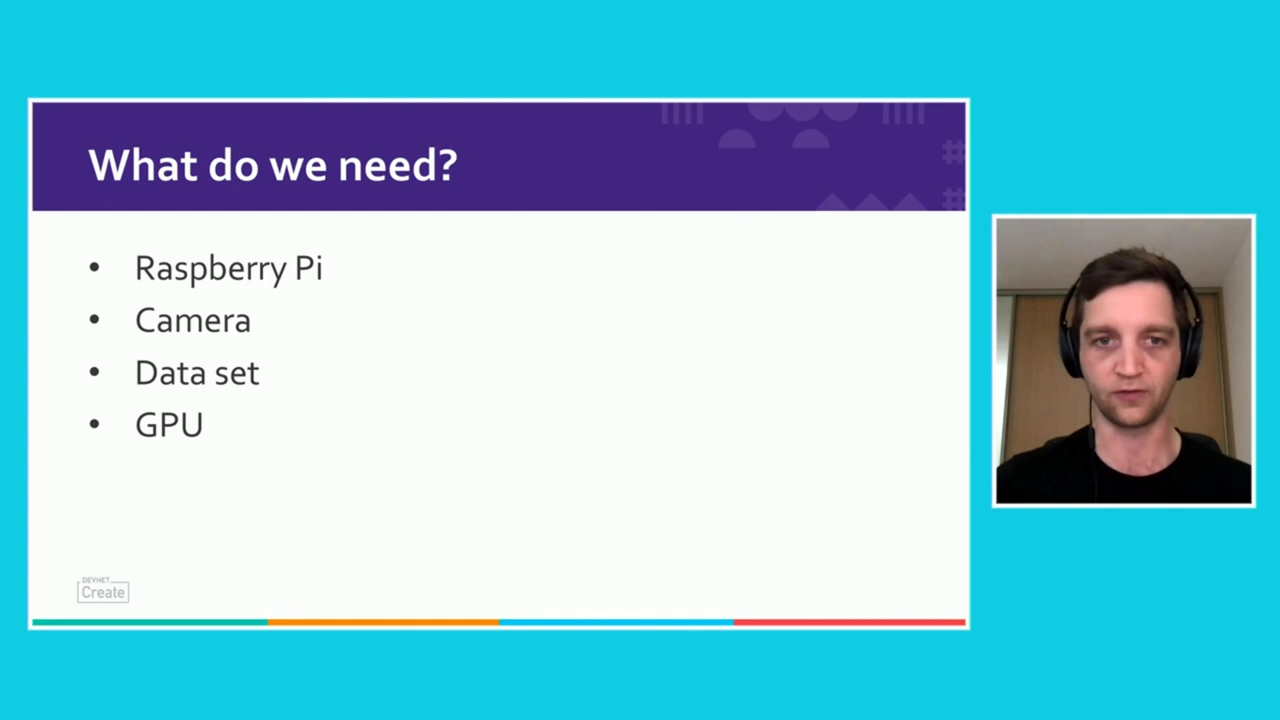 What do we need?
• Raspberry Pi
• Camera
• Data set
• GPU
DEVNET
Create